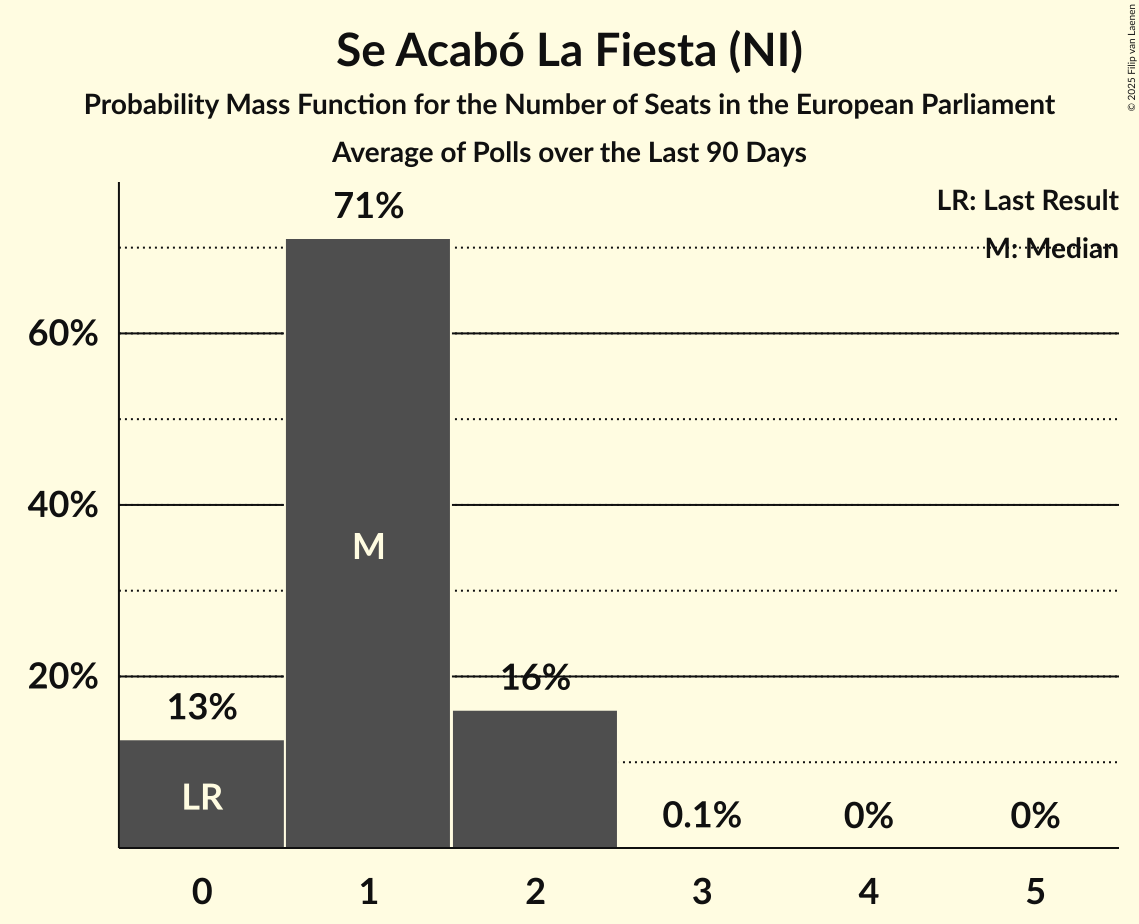 Se Acabó La Fiesta (NI)
Probability Mass Function for the Number of Seats in the European Parliament
Average of Polls over the Last 90 Days
© 2025 Filip van Laenen
LR: Last Result
M: Median
71%
60%
40%
M
20%
16%
13%
LR
0.1%
0%
0%
0
1
2
3
4
5